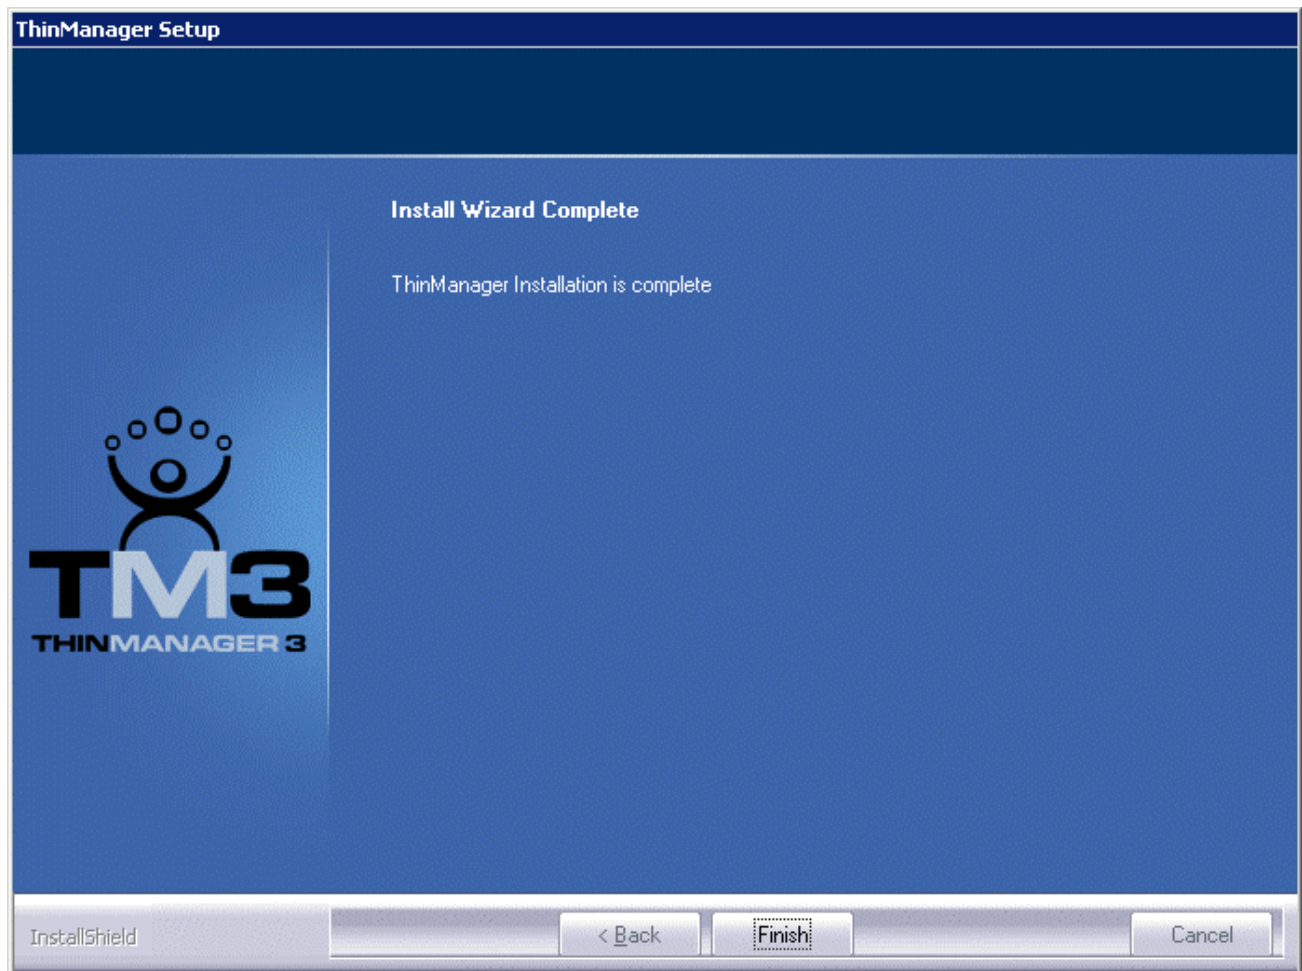 ThinManager Setup
Install Wizard Complete
ThinManager Installation is complete
TM3
THINMANAGER 3
InstallShield
< Back
Finish
Cancel